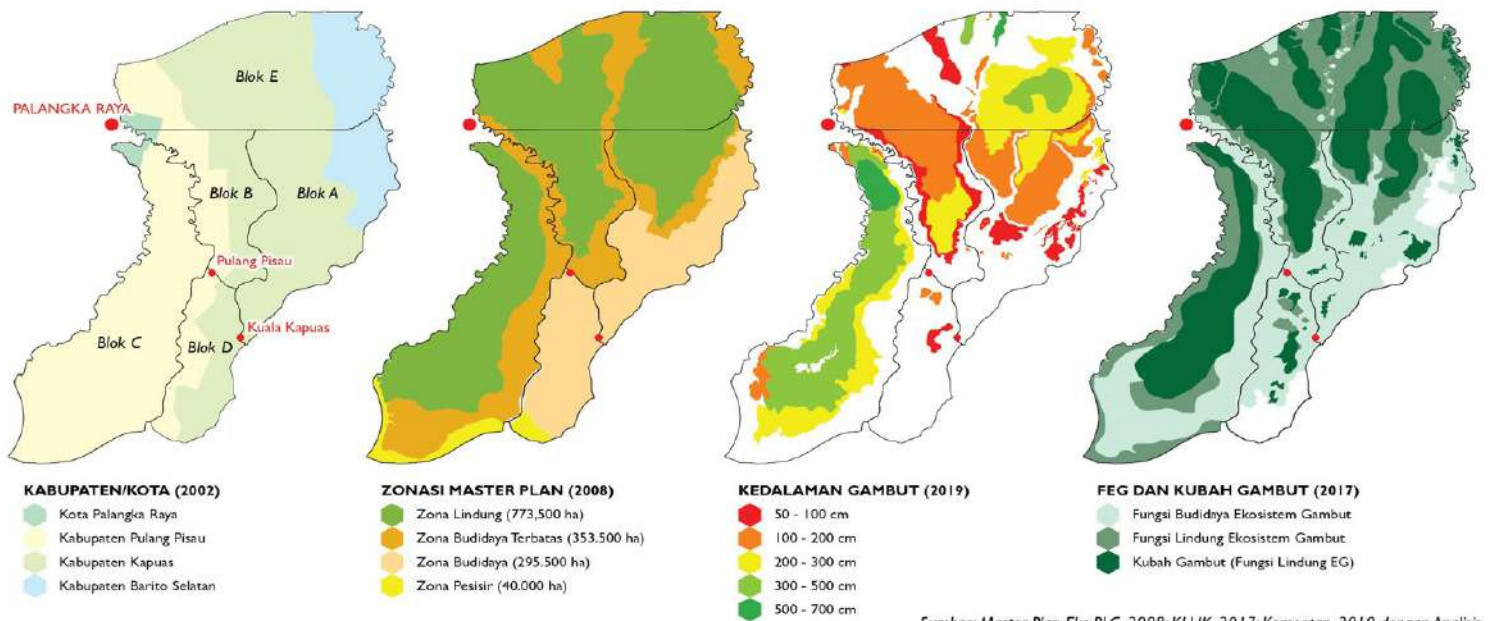 Blok E
PALANGKA RAYA
Blok B
Blok A
Pulang Pisau
Kuala Kapuas
Blok C
Blok D
KABUPATEN/KOTA (2002)
Kota Palangka Raya
Kabupaten Pulang Pisau
Kabupaten Kapuas
Kabupaten Barito Selatan
ZONASI MASTER PLAN (2008)
Zona Lindung (773,500 ha)
Zona Budidaya Terbatas (353.500 ha)
Zona Budidaya (295.500 ha)
Zona Pesisir (40.000 ha)
KEDALAMAN GAMBUT (2019)
50 - 100 cm
100 - 200 cm
200 - 300 cm
300 - 500 cm
500 - 700 cm
FEG DAN KUBAH GAMBUT (2017)
Fungsi Budidaya Ekosistem Gambut
Fungsi Lindung Ekosistem Gambut
Kubah Gambut (Fungsi Lindung EG)